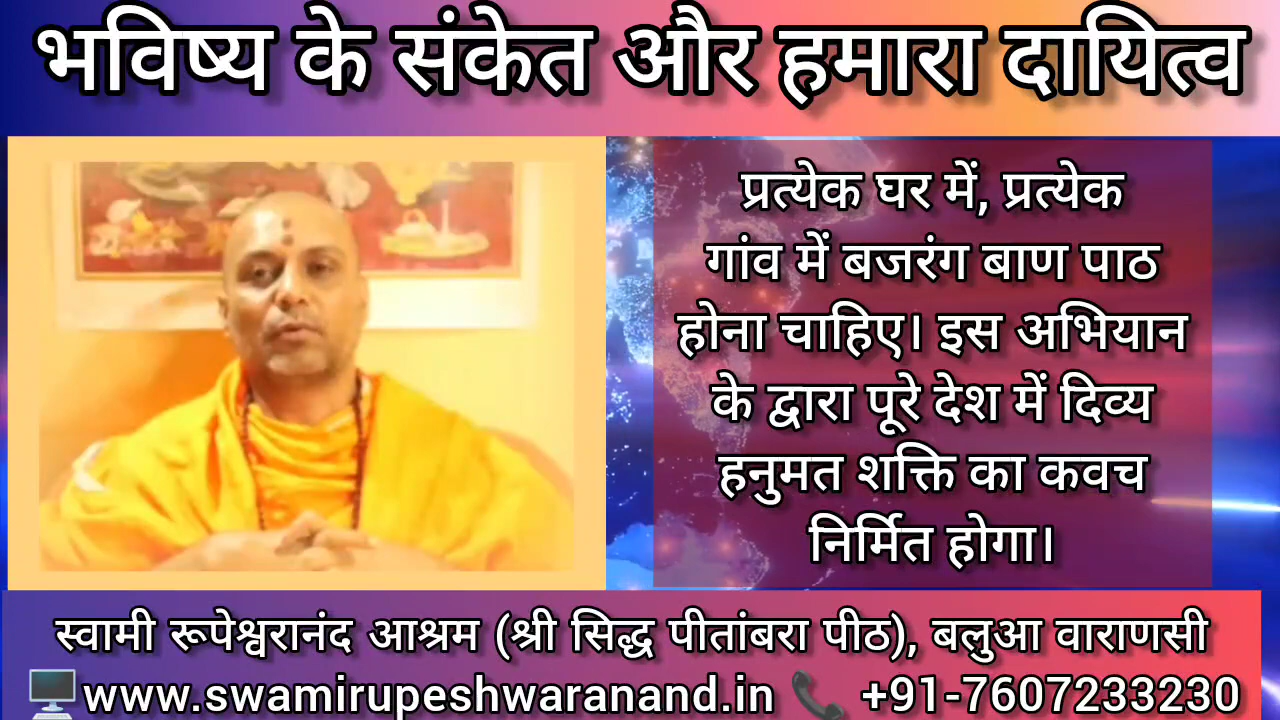 भविष्य के संकेत और हमारा दायित्व
प्रत्येक घर में, प्रत्येक
गांव में बजरंग बाण पाठ
होना चाहिए। इस अभियान
के द्वारा पूरे देश में दिव्य
हनुमत शक्ति का कवच
निर्मित होगा।
स्वामी रूपेश्वरानंद आश्रम (श्री सिद्ध पीतांबरा पीठ), बलुआ वाराणसी
www.swamirupeshwaranand.in +91-7607233230